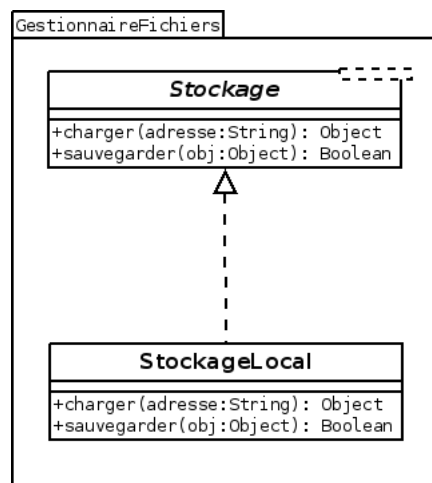 GestionnaireFichiers
Stockage
+charger(adresse:String): Object
+sauvegarder(obj:Object): Boolean
StockageLocal
+charger(adresse:String): Object
+sauvegarder(obj:Object): Boolean